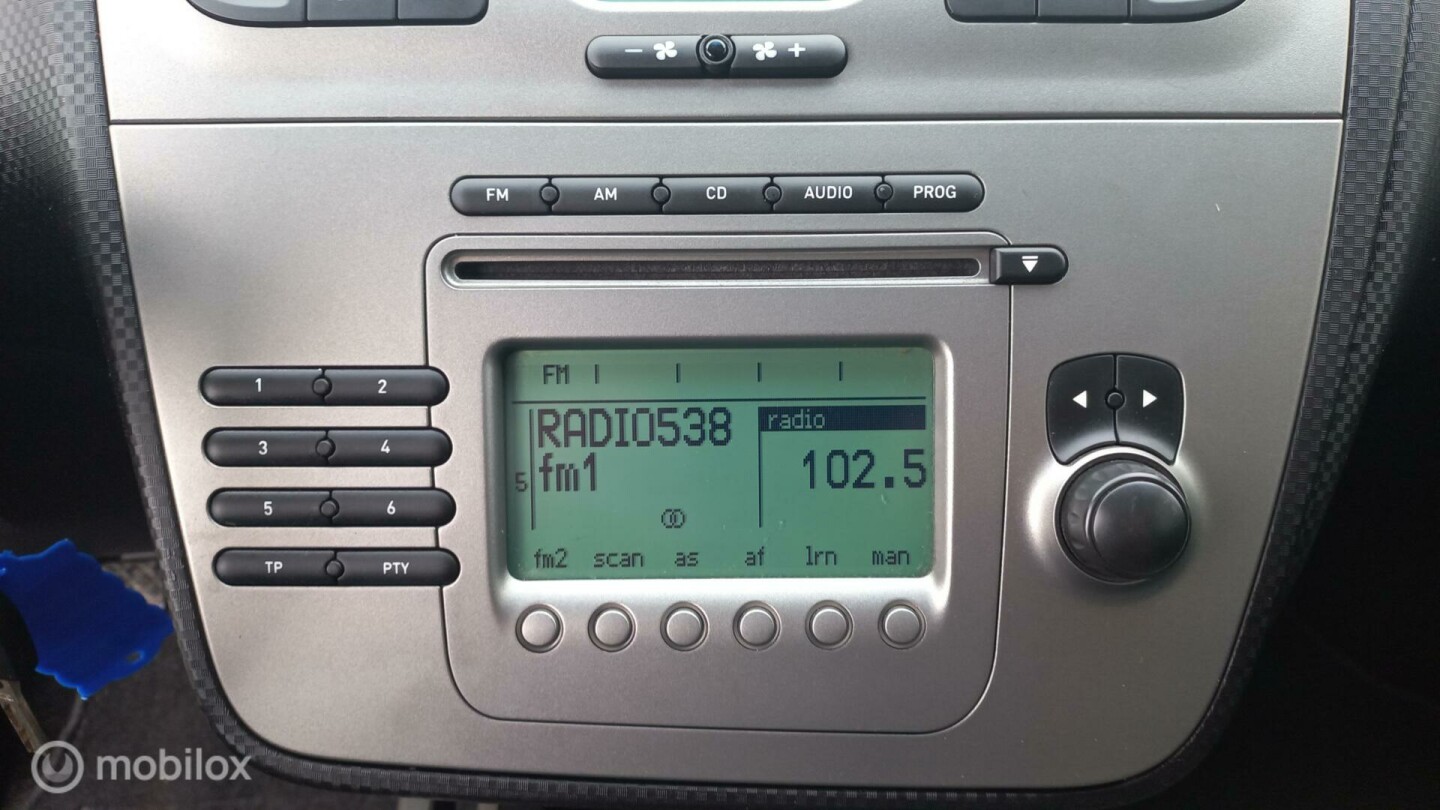 − +
FM AM CD AUDIO PROG
FM
RADIO538 radio
5 fm1 102.5
fm2 scan as af lrn man
1 2
3 4
5 6
TP PTY
mobilox